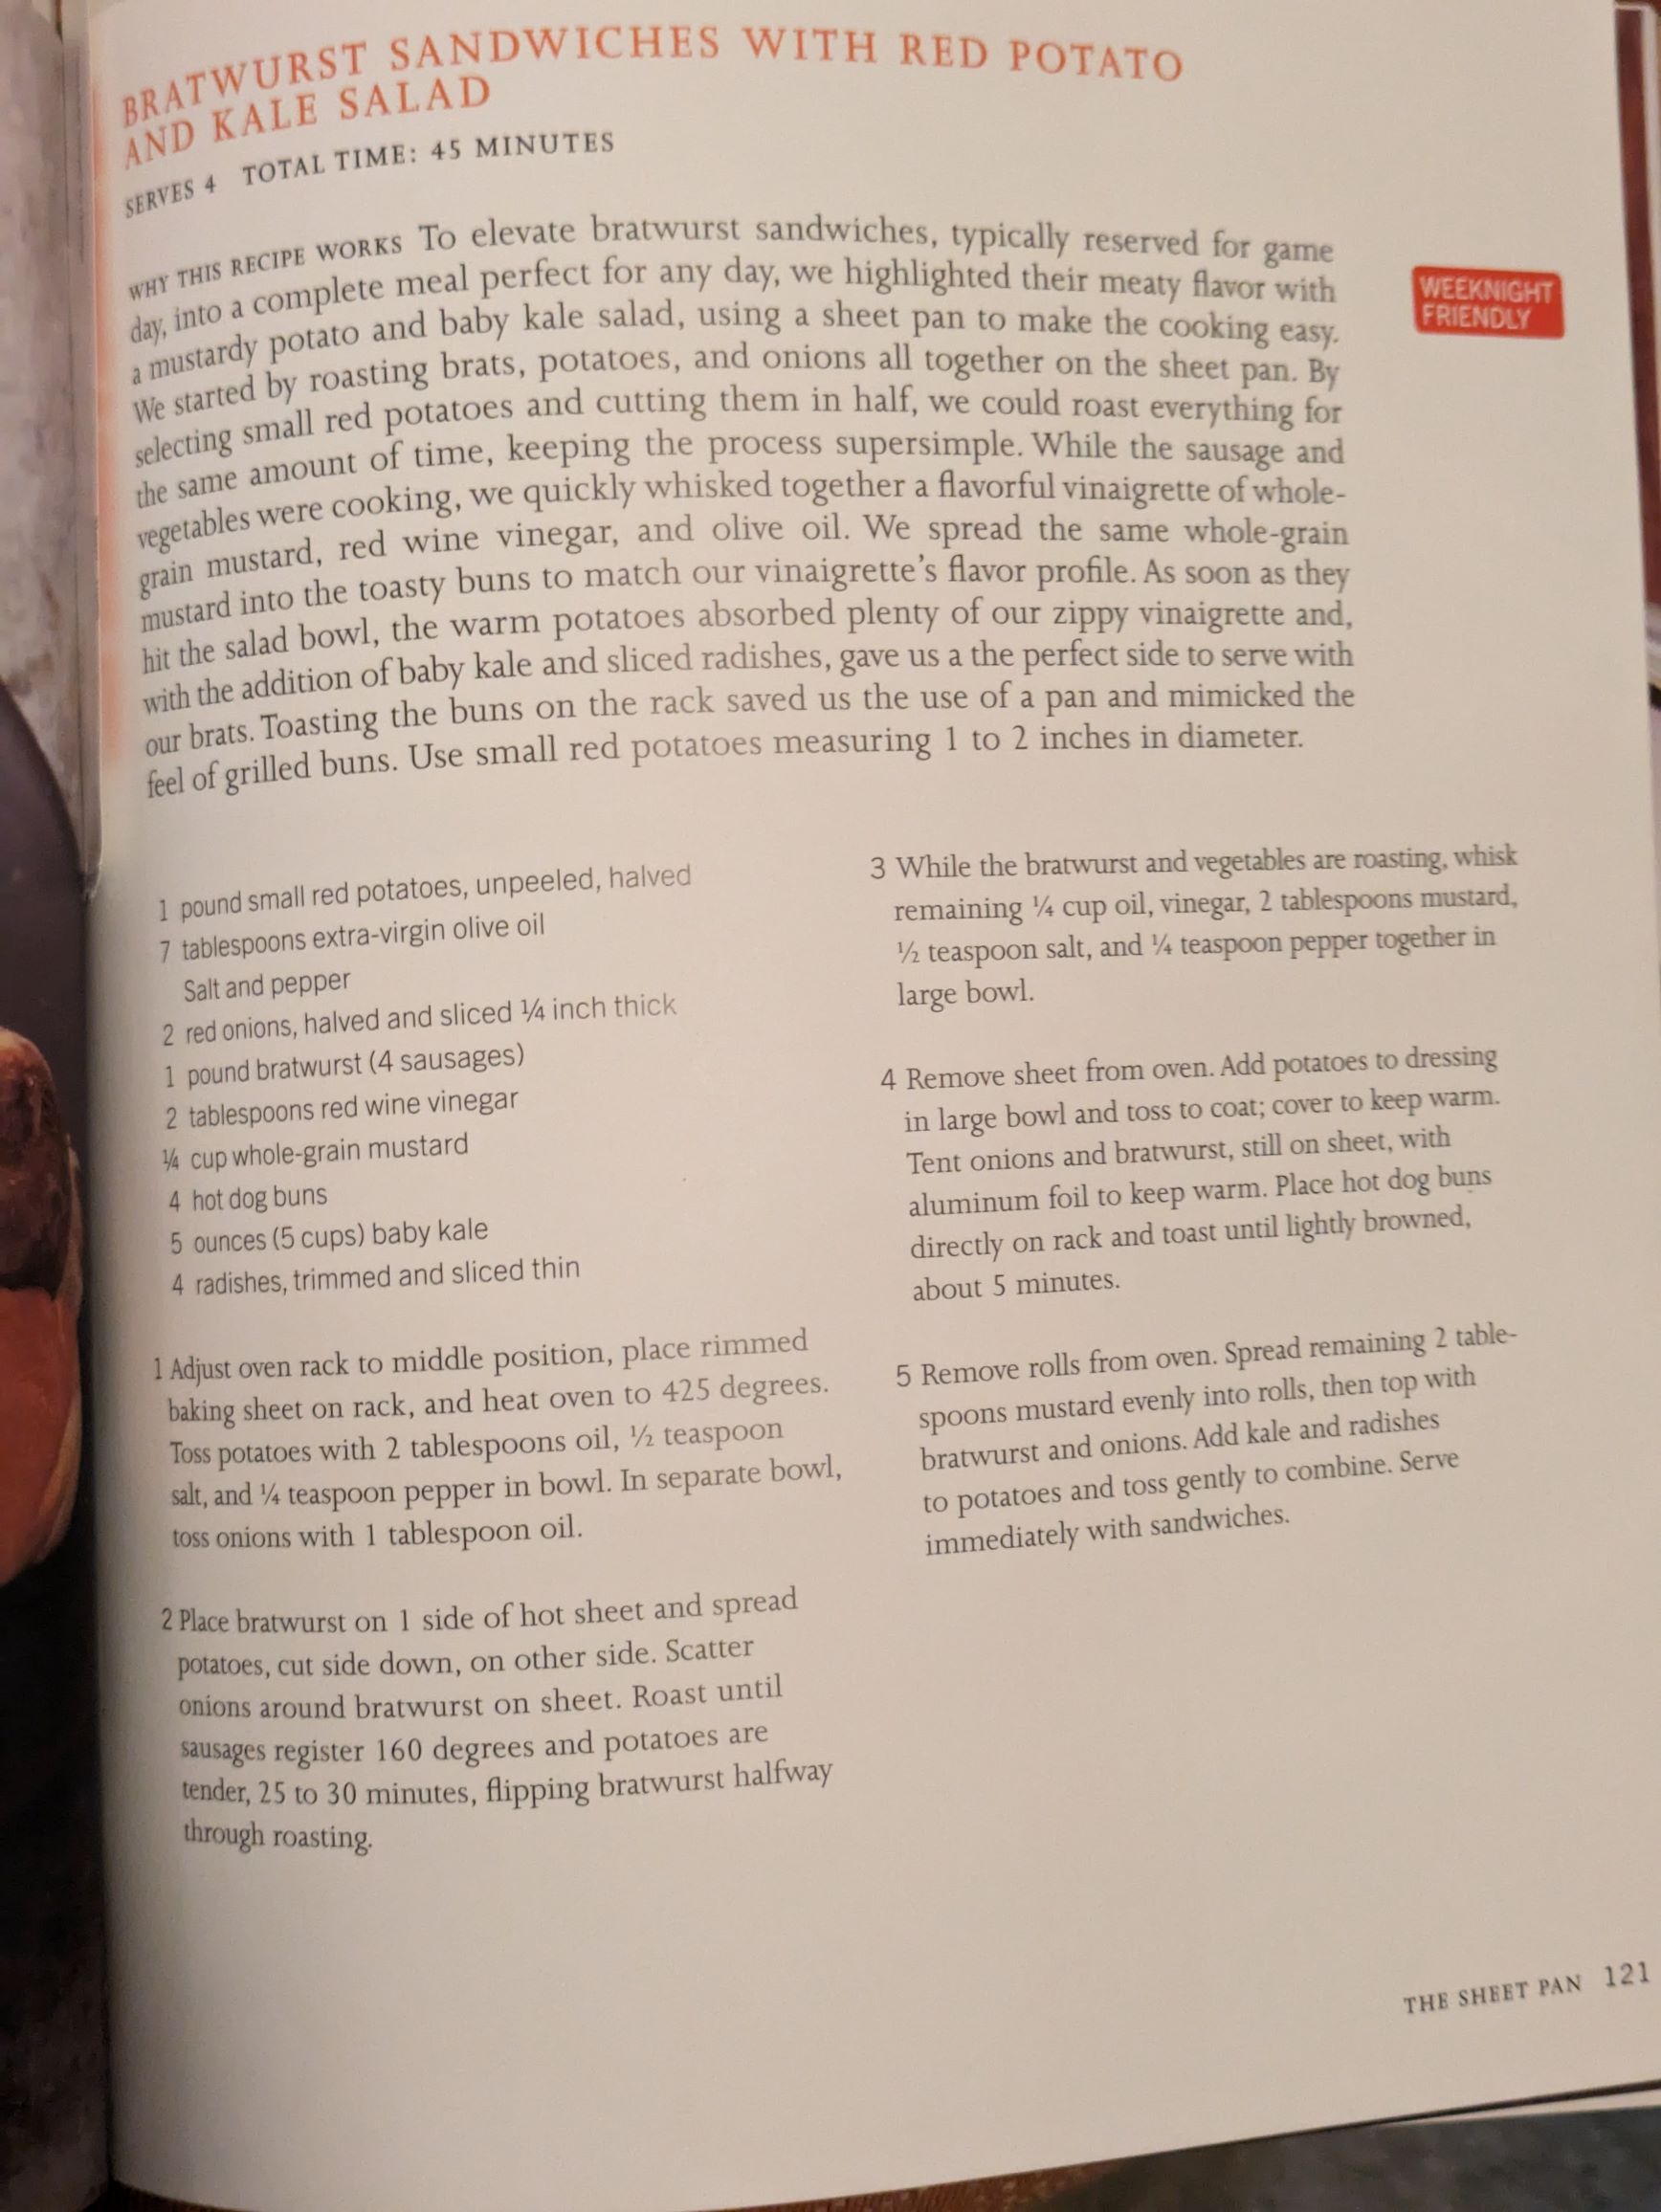 BRATWURST SANDWICHES WITH RED POTATO
AND KALE SALAD
SERVES 4 TOTAL TIME: 45 MINUTES
WHY THIS RECIPE WORKS To elevate bratwurst sandwiches, typically reserved for game
day, into a complete meal perfect for any day, we highlighted their meaty flavor with
a mustardy potato and baby kale salad, using a sheet pan to make the cooking easy.
We started by roasting brats, potatoes, and onions all together on the sheet pan. By
selecting small red potatoes and cutting them in half, we could roast everything for
the same amount of time, keeping the process supersimple. While the sausage and
vegetables were cooking, we quickly whisked together a flavorful vinaigrette of whole-
grain mustard, red wine vinegar, and olive oil. We spread the same whole-grain
mustard into the toasty buns to match our vinaigrette's flavor profile. As soon as they
hit the salad bowl, the warm potatoes absorbed plenty of our zippy vinaigrette and,
with the addition of baby kale and sliced radishes, gave us a the perfect side to serve with
our brats. Toasting the buns on the rack saved us the use of a pan and mimicked the
feel of grilled buns. Use small red potatoes measuring 1 to 2 inches in diameter.
WEEKNIGHT
FRIENDLY
1 pound small red potatoes, unpeeled, halved
7 tablespoons extra-virgin olive oil
Salt and pepper
2 red onions, halved and sliced ¼ inch thick
1 pound bratwurst (4 sausages)
2 tablespoons red wine vinegar
¼ cup whole-grain mustard
4 hot dog buns
5 ounces (5 cups) baby kale
4 radishes, trimmed and sliced thin
1 Adjust oven rack to middle position, place rimmed
baking sheet on rack, and heat oven to 425 degrees.
Toss potatoes with 2 tablespoons oil, ½ teaspoon
salt, and ¼ teaspoon pepper in bowl. In separate bowl,
toss onions with 1 tablespoon oil.
2 Place bratwurst on 1 side of hot sheet and spread
potatoes, cut side down, on other side. Scatter
onions around bratwurst on sheet. Roast until
sausages register 160 degrees and potatoes are
tender, 25 to 30 minutes, flipping bratwurst halfway
through roasting.
3 While the bratwurst and vegetables are roasting, whisk
remaining ¼ cup oil, vinegar, 2 tablespoons mustard,
½ teaspoon salt, and ¼ teaspoon pepper together in
large bowl.
4 Remove sheet from oven. Add potatoes to dressing
in large bowl and toss to coat; cover to keep warm.
Tent onions and bratwurst, still on sheet, with
aluminum foil to keep warm. Place hot dog buns
directly on rack and toast until lightly browned,
about 5 minutes.
5 Remove rolls from oven. Spread remaining 2 table-
spoons mustard evenly into rolls, then top with
bratwurst and onions. Add kale and radishes
to potatoes and toss gently to combine. Serve
immediately with sandwiches.
THE SHEET PAN 121